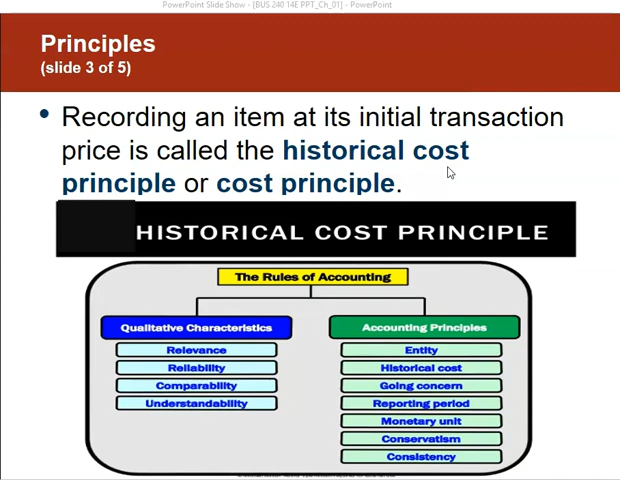 PowerPoint Slide Show - [BUS 240 14E PPT_Ch_01] - PowerPoint
Principles
(slide 3 of 5)
• Recording an item at its initial transaction
price is called the historical cost
principle or cost principle.
HISTORICAL COST PRINCIPLE
The Rules of Accounting
Qualitative Characteristics
Relevance
Reliability
Comparability
Understandability
Accounting Principles
Entity
Historical cost
Going concern
Reporting period
Monetary unit
Conservatism
Consistency